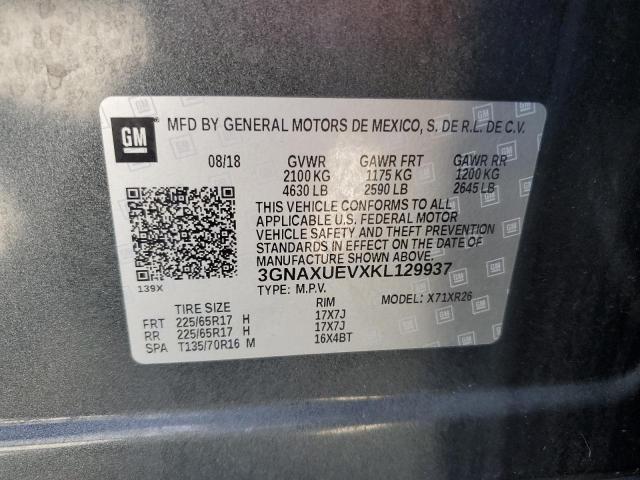 GM MFD BY GENERAL MOTORS DE MEXICO, S. DE R.L. DE C.V.
08/18 GVWR GAWR FRT GAWR RR
2100 KG 1175 KG 1200 KG
4630 LB 2590 LB 2645 LB
THIS VEHICLE CONFORMS TO ALL
APPLICABLE U.S. FEDERAL MOTOR
VEHICLE SAFETY AND THEFT PREVENTION
STANDARDS IN EFFECT ON THE DATE OF
MANUFACTURE SHOWN ABOVE.
3GNAXUEVXKL129937
139X TYPE: M.P.V. MODEL: X71XR26
TIRE SIZE RIM
FRT 225/65R17 H 17X7J
RR 225/65R17 H 17X7J
SPA T135/70R16 M 16X4BT